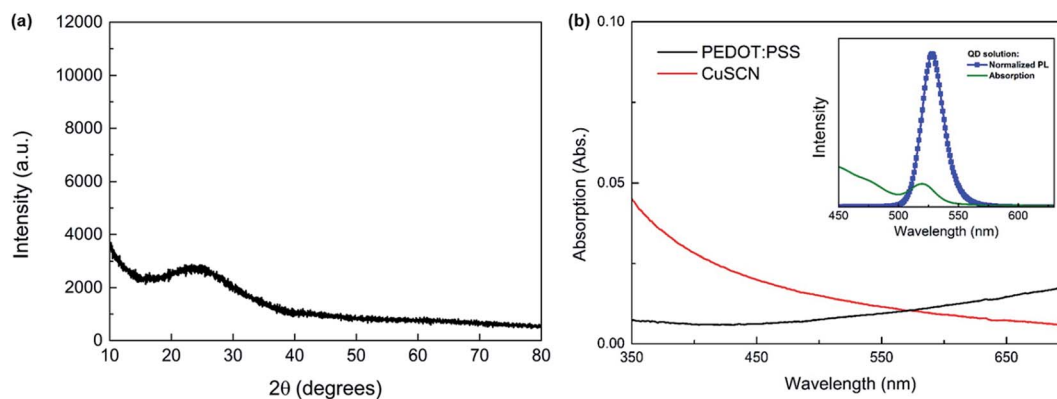 (a)
12000
10000
8000
6000
4000
2000
0
Intensity (a.u.)
10 20 30 40 50 60 70 80
2θ (degrees)
(b)
0.10
0.05
0.00
Absorption (Abs.)
PEDOT:PSS
CuSCN
350 450 550 650
Wavelength (nm)
QD solution:
Normalized PL
Absorption
Intensity
450 500 550 600
Wavelength (nm)